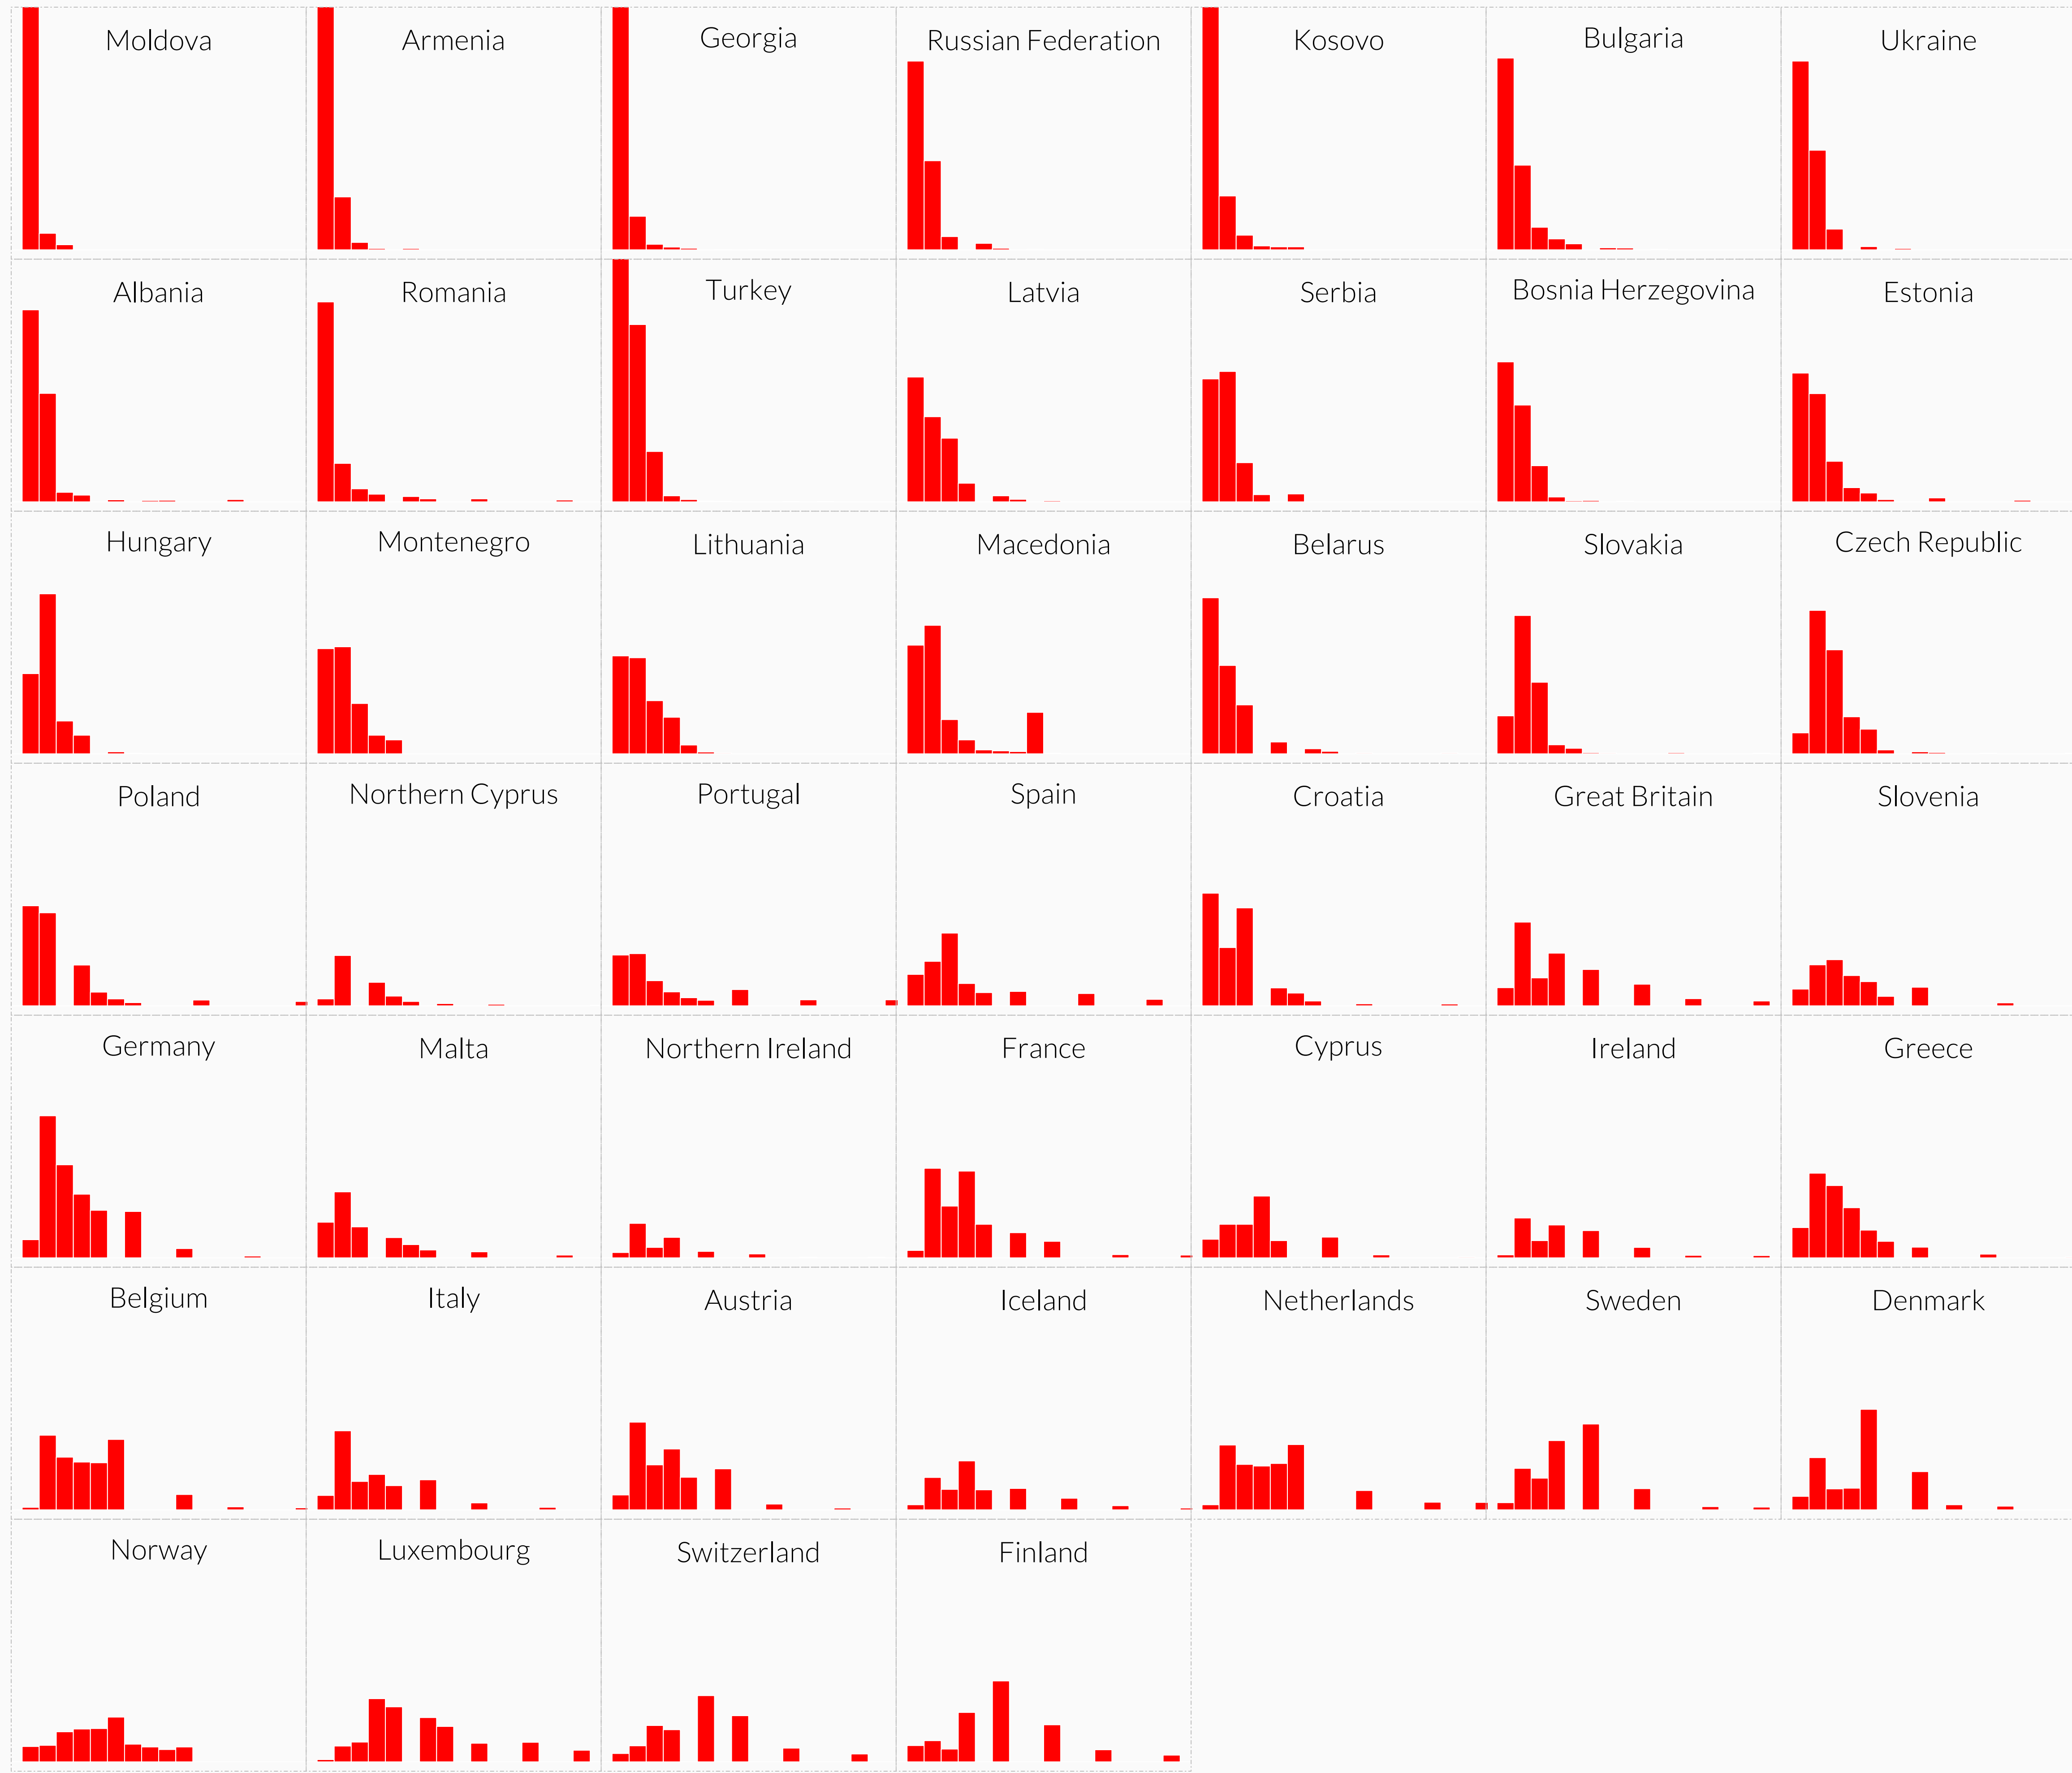 Moldova
Armenia
Georgia
Russian Federation
Kosovo
Bulgaria
Ukraine
Albania
Romania
Turkey
Latvia
Serbia
Bosnia Herzegovina
Estonia
Hungary
Montenegro
Lithuania
Macedonia
Belarus
Slovakia
Czech Republic
Poland
Northern Cyprus
Portugal
Spain
Croatia
Great Britain
Slovenia
Germany
Malta
Northern Ireland
France
Cyprus
Ireland
Greece
Belgium
Italy
Austria
Iceland
Netherlands
Sweden
Denmark
Norway
Luxembourg
Switzerland
Finland